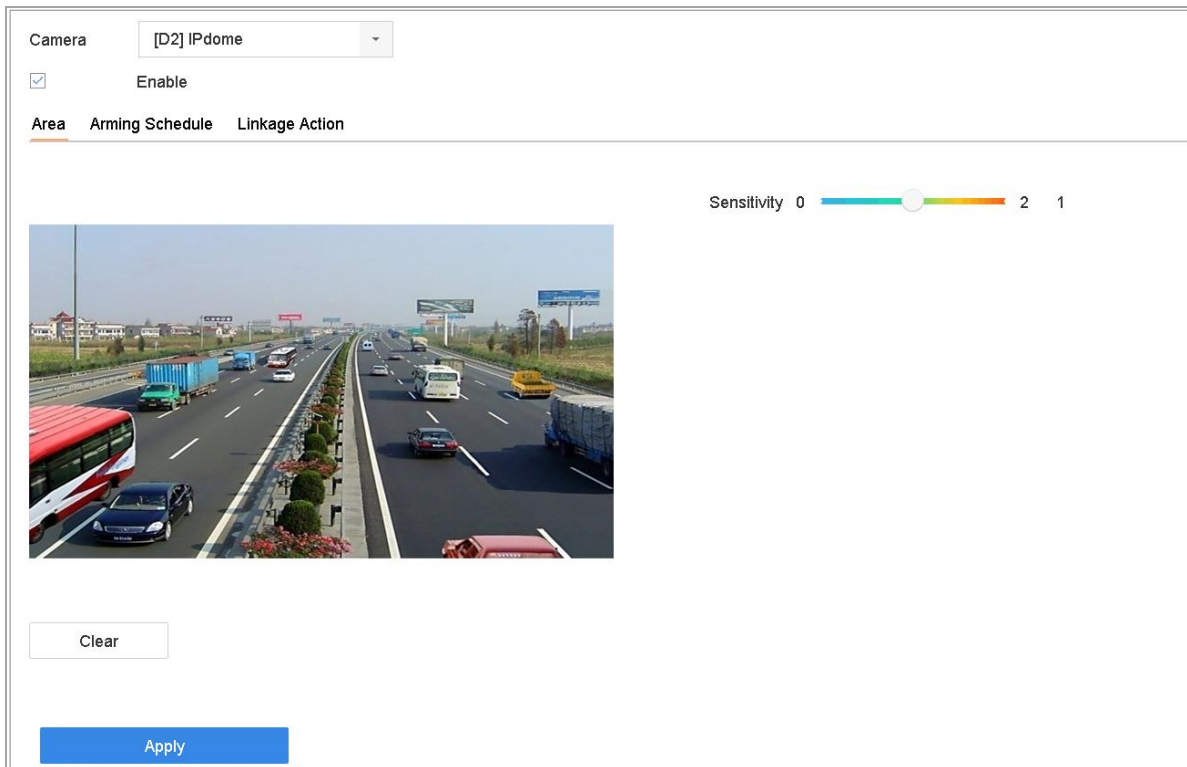 Camera [D2] IPdome
Enable
Area Arming Schedule Linkage Action
Sensitivity 0 2 1
Clear
Apply